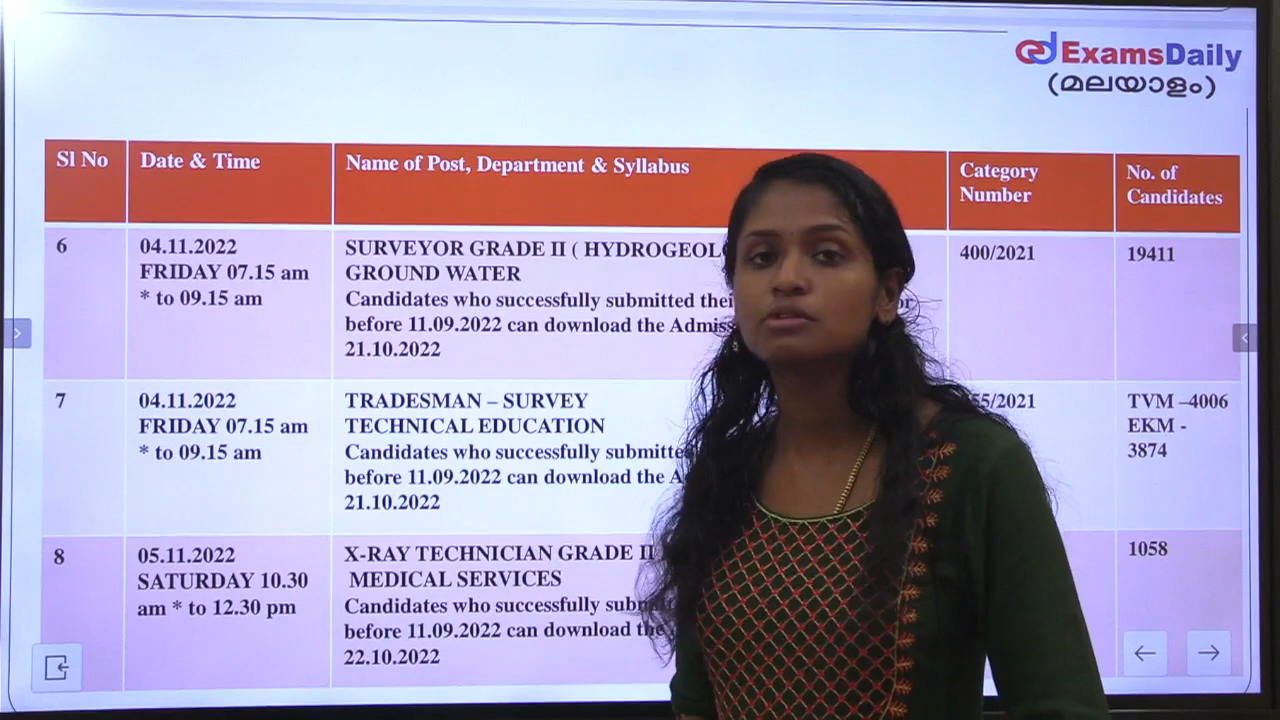 ExamsDaily
(മലയാളം)
Sl No
Date & Time
Name of Post, Department & Syllabus
Category
Number
No. of
Candidates
6
04.11.2022
FRIDAY 07.15 am
* to 09.15 am
SURVEYOR GRADE II (
GROUND WATER
Candidates who successfully submitted
before 11.09.2022 can download the
21.10.2022
400/2021
19411
7
04.11.2022
FRIDAY 07.15 am
* to 09.15 am
TRADESMAN – SURVEY
TECHNICAL EDUCATION
Candidates who successfully
before 11.09.2022 can download the
21.10.2022
TVM –4006
EKM -
3874
8
05.11.2022
SATURDAY 10.30
am * to 12.30 pm
X-RAY TECHNICIAN GRADE II
MEDICAL SERVICES
Candidates who successfully
before 11.09.2022 can download the
22.10.2022
1058